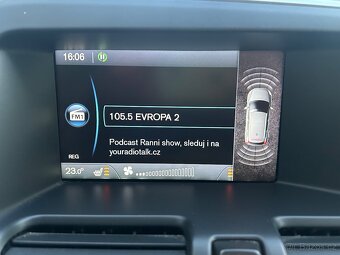 16:06
FM1
105.5 EVROPA 2
Podcast Ranni show, sleduj i na
youradiotalk.cz
REG
23.0°